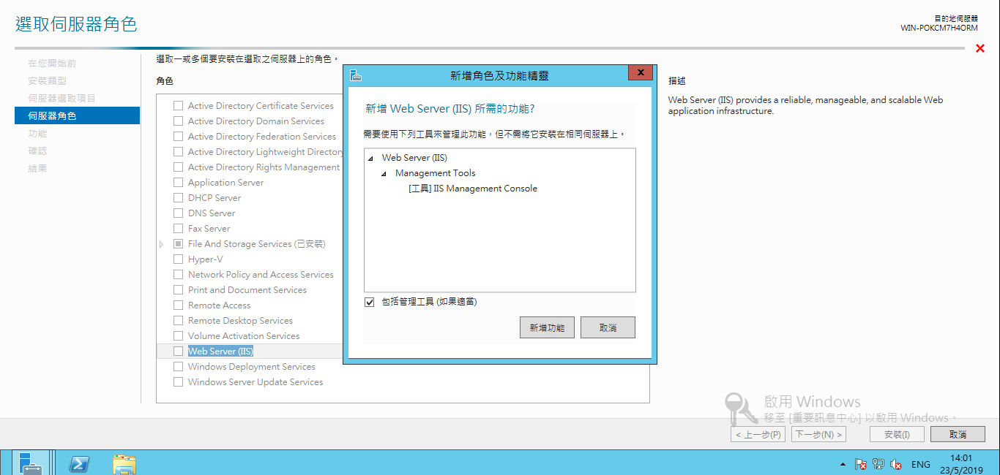 選取伺服器角色
目的地伺服器
WIN-POKCM7H4ORM
在您開始前
安裝類型
伺服器選取項目
伺服器角色
功能
確認
結果
選取一或多個要安裝在選取之伺服器上的角色。
角色
Active Directory Certificate Services
Active Directory Domain Services
Active Directory Federation Services
Active Directory Lightweight Directory
Active Directory Rights Management
Application Server
DHCP Server
DNS Server
Fax Server
File And Storage Services (已安裝)
Hyper-V
Network Policy and Access Services
Print and Document Services
Remote Access
Remote Desktop Services
Volume Activation Services
Web Server (IIS)
Windows Deployment Services
Windows Server Update Services
新增角色及功能精靈
x
新增 Web Server (IIS) 所需的功能?
需要使用下列工具來管理此功能，但不需將它安裝在相同伺服器上。
Web Server (IIS)
Management Tools
[工具] IIS Management Console
包括管理工具 (如果適當)
新增功能
取消
描述
Web Server (IIS) provides a reliable, manageable, and scalable Web
application infrastructure.
啟用 Windows
移至 [重要訊息中心] 以啟用 Windows。
< 上一步(P)
下一步(N) >
安裝(I)
取消
ENG
14:01
23/5/2019